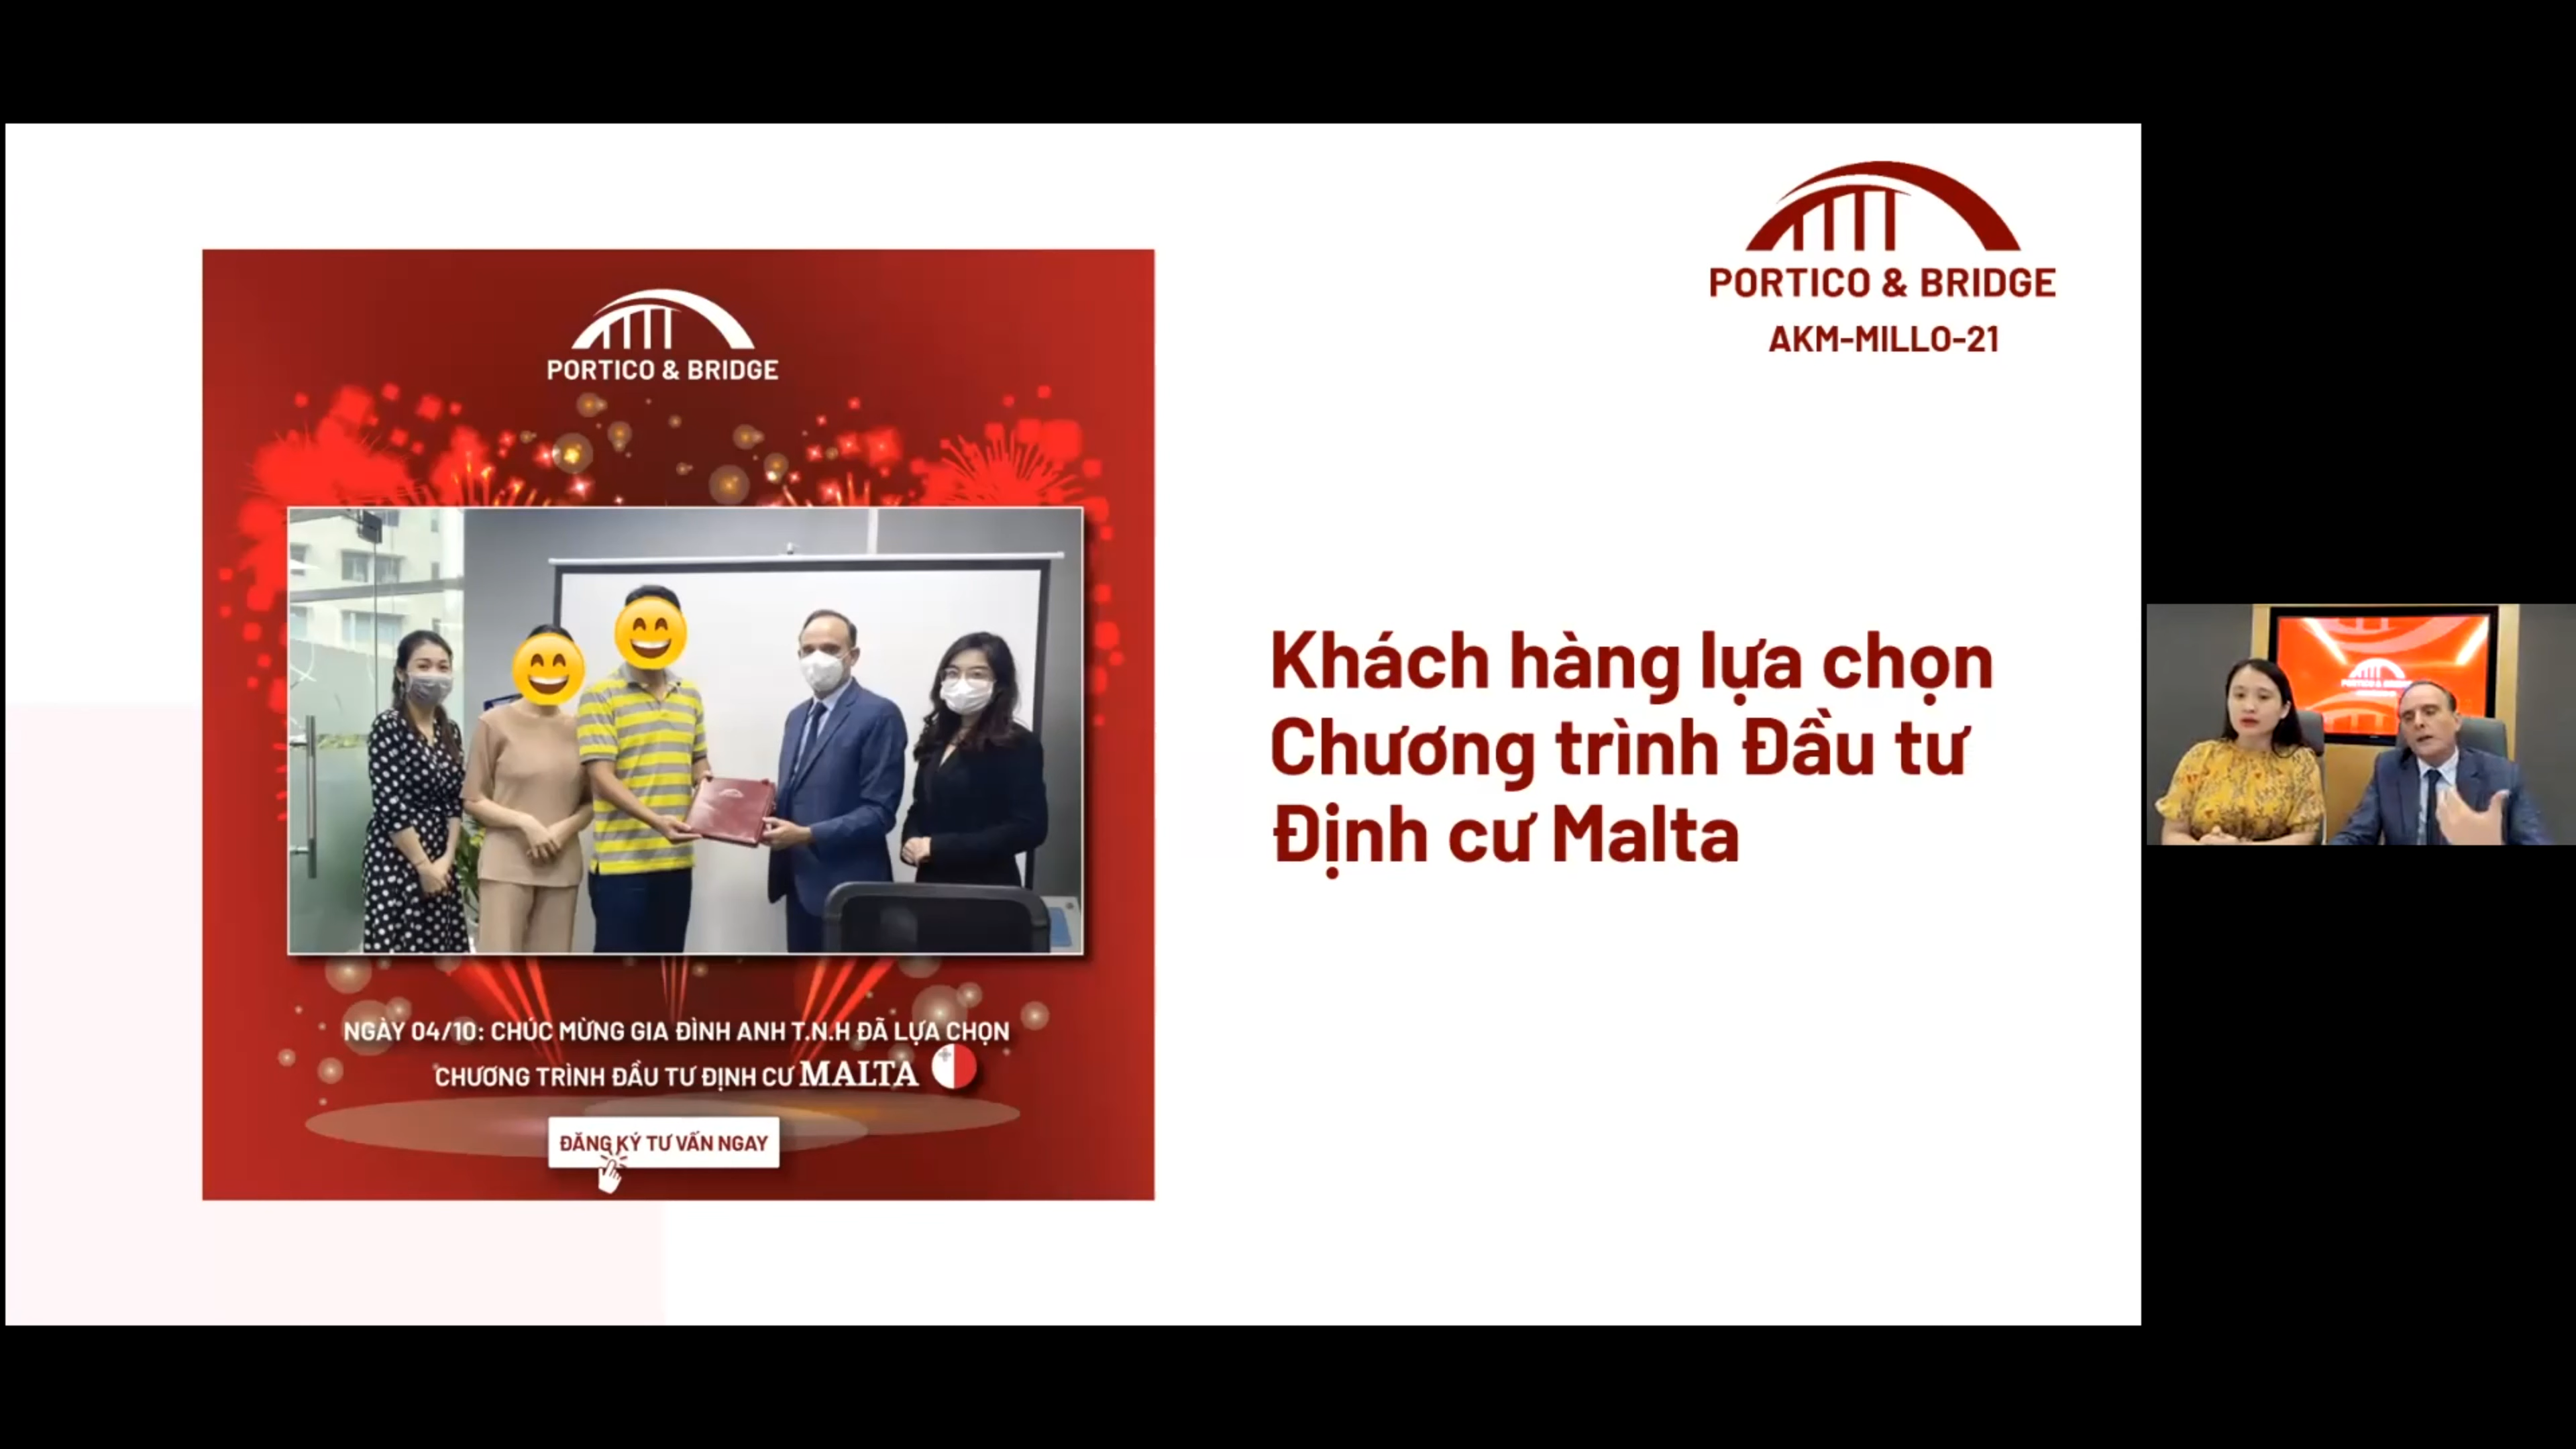 PORTICO & BRIDGE
NGÀY 04/10: CHÚC MỪNG GIA ĐÌNH ANH T.N.H ĐÃ LỰA CHỌN
CHƯƠNG TRÌNH ĐẦU TƯ ĐỊNH CƯ MALTA
ĐĂNG KÝ TƯ VẤN NGAY
PORTICO & BRIDGE
AKM-MILLO-21
Khách hàng lựa chọn
Chương trình Đầu tư
Định cư Malta